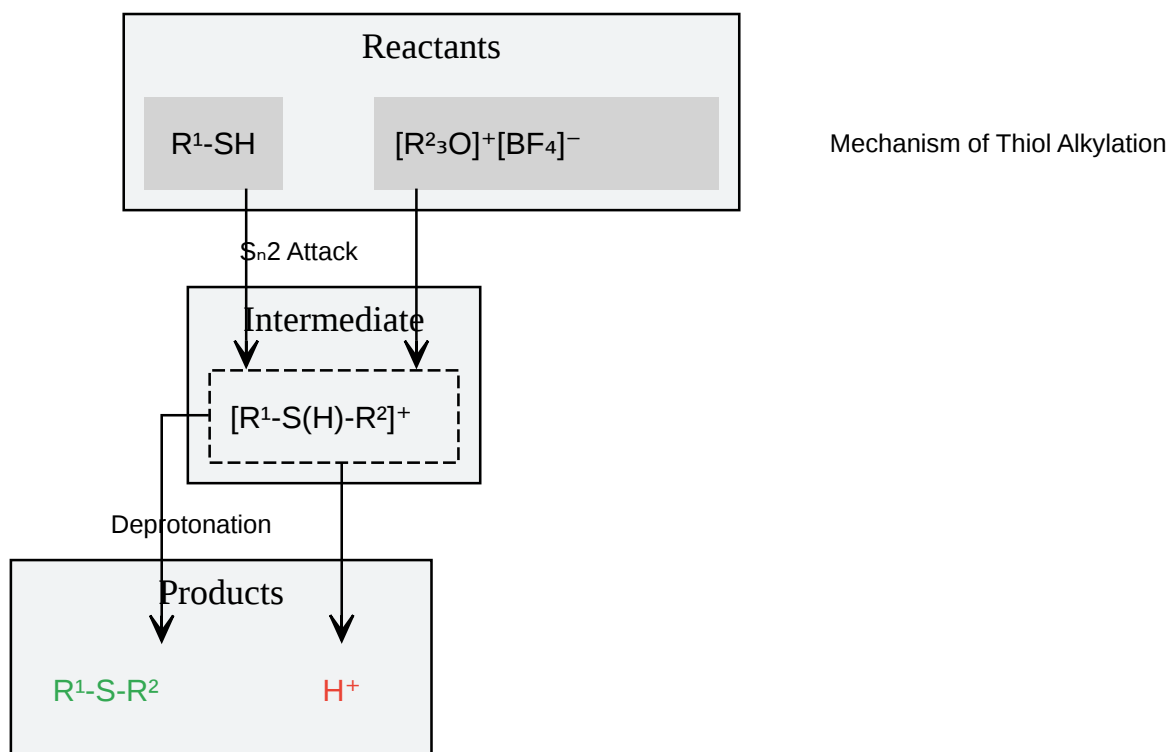 Reactants
R¹-SH
[R²₃O]⁺[BF₄]⁻
Mechanism of Thiol Alkylation
Sₙ2 Attack
Intermediate
[R¹-S(H)-R²]⁺
Deprotonation
Products
R¹-S-R²
H⁺